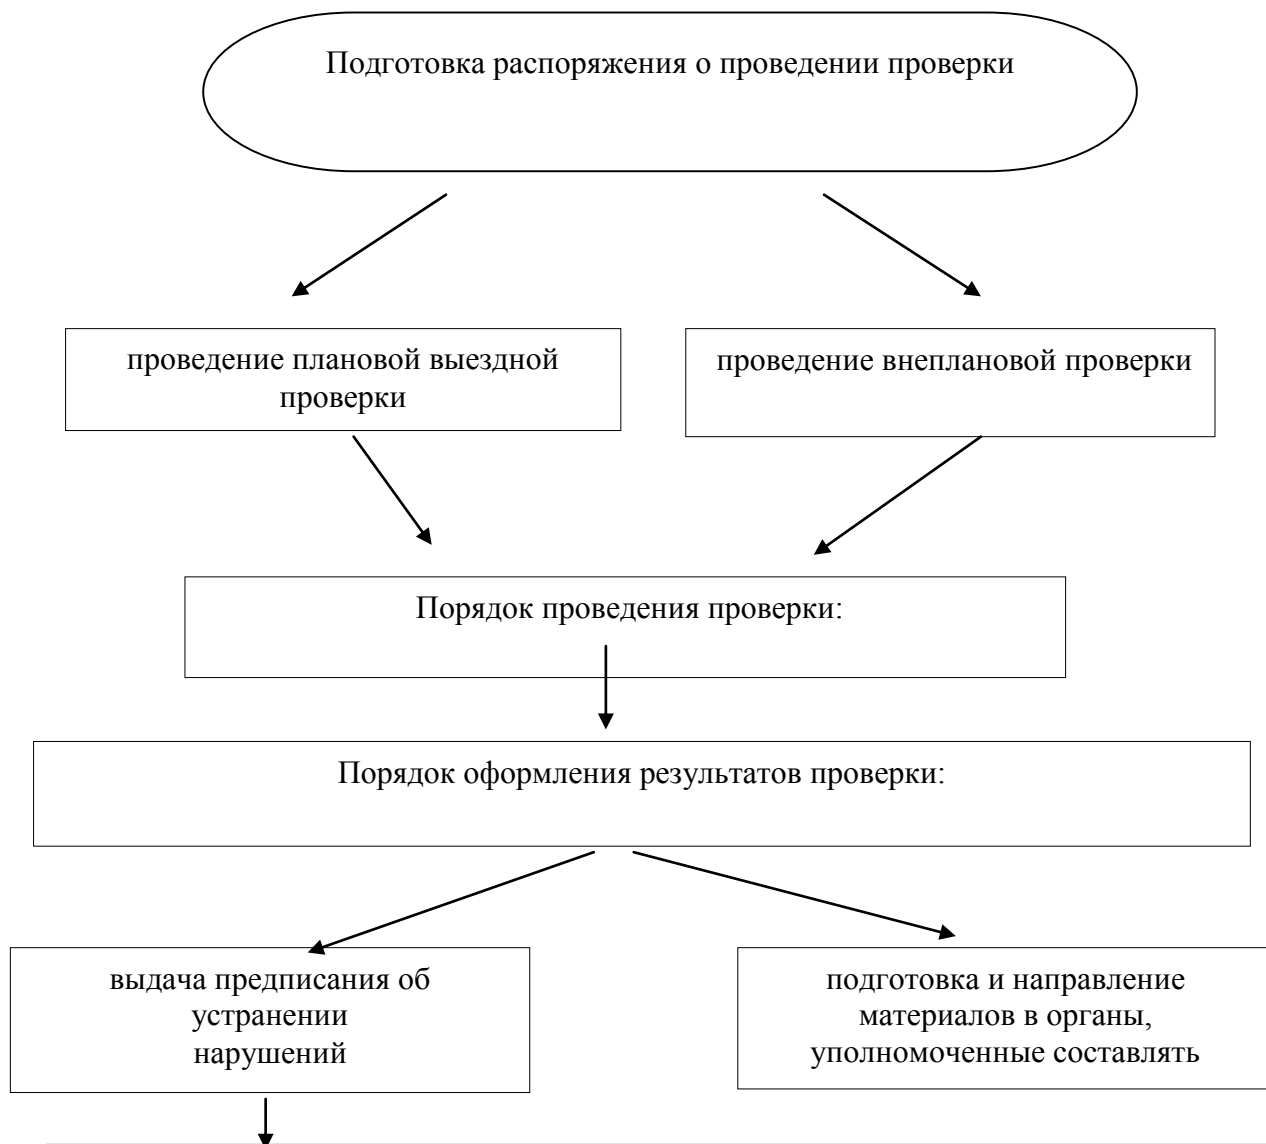 Подготовка распоряжения о проведении проверки
проведение плановой выездной
проверки
проведение внеплановой проверки
Порядок проведения проверки:
Порядок оформления результатов проверки:
выдача предписания об
устранении
нарушений
подготовка и направление
материалов в органы,
уполномоченные составлять